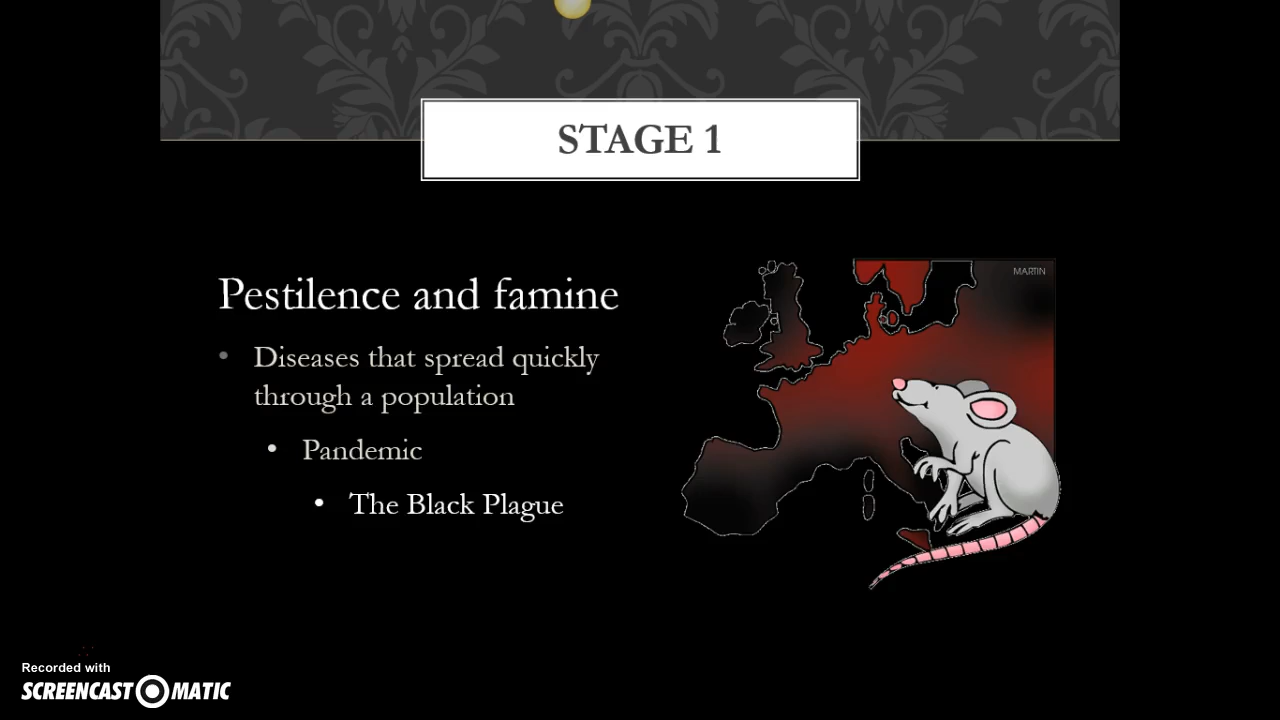 STAGE 1
Pestilence and famine
• Diseases that spread quickly
through a population
• Pandemic
• The Black Plague
MARTIN
Recorded with
SCREENCAST MATIC